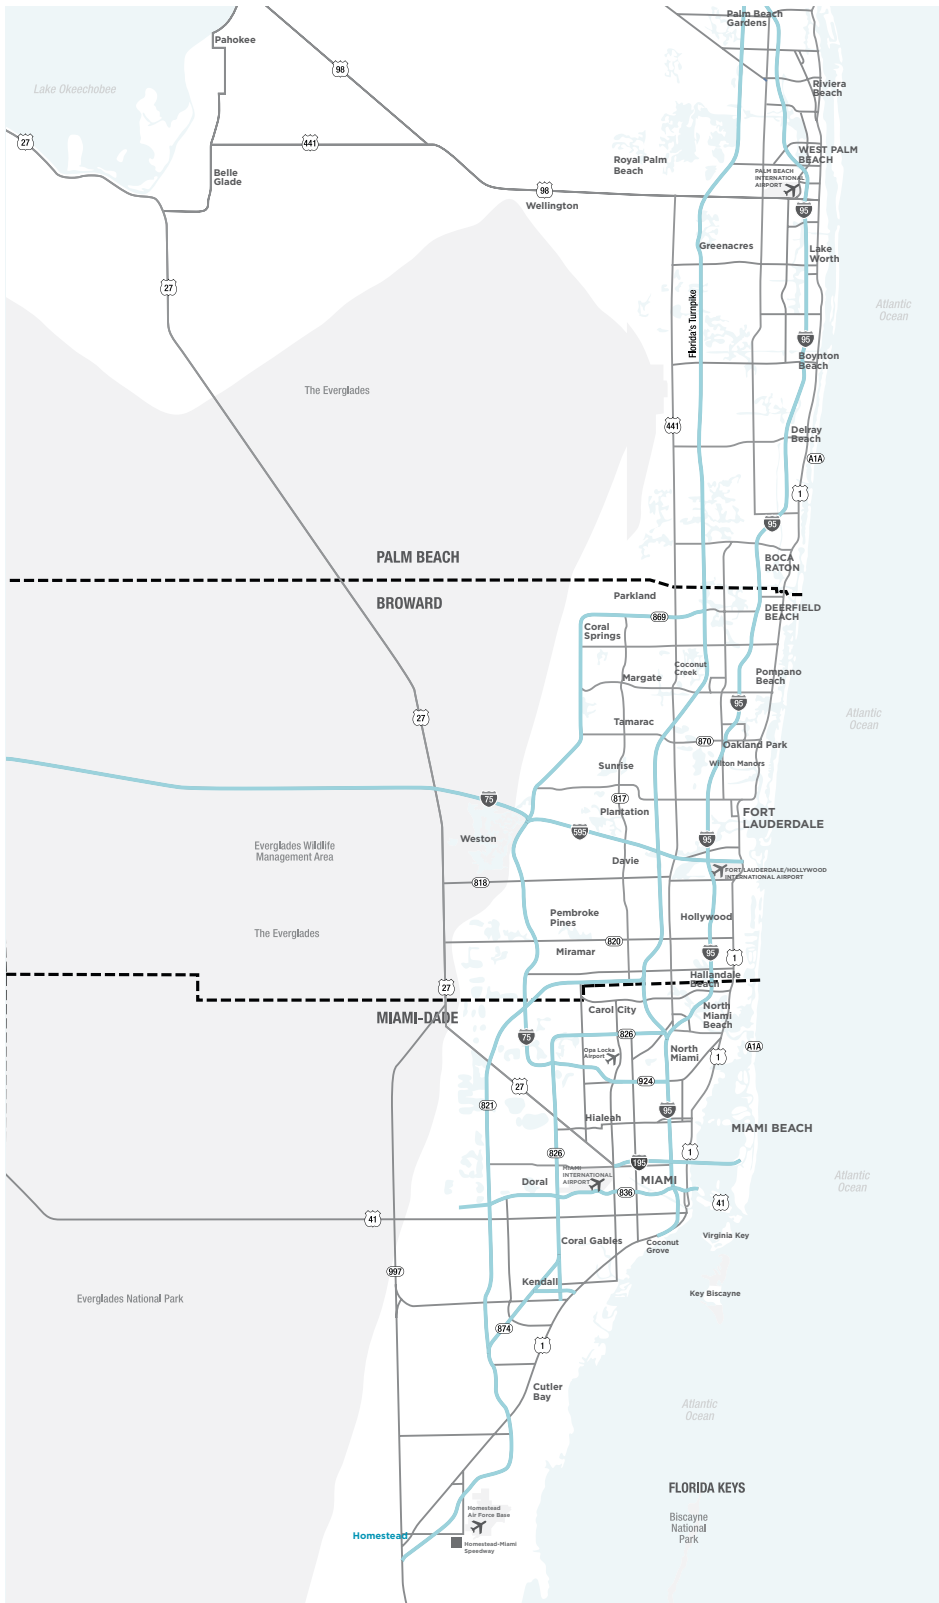 Palm Beach
Gardens
Pahokee
98
Lake Okeechobee
Riviera
Beach
27
441
WEST PALM
BEACH
Royal Palm
Beach
Belle
Glade
PALM BEACH
INTERNATIONAL
AIRPORT
98
Wellington
95
Greenacres
Lake
Worth
27
Florida's Turnpike
Atlantic
Ocean
95
Boynton
Beach
The Everglades
441
Delray
Beach
A1A
1
95
PALM BEACH
BOCA
RATON
BROWARD
Parkland
DEERFIELD
BEACH
869
Coral
Springs
Coconut
Creek
Margate
Pompano
Beach
95
27
Tamarac
Atlantic
Ocean
870
Oakland Park
Sunrise
Wilton Manors
75
817
Plantation
FORT
LAUDERDALE
595
95
Weston
Everglades Wildlife
Management Area
Davie
FORT LAUDERDALE/HOLLYWOOD
INTERNATIONAL AIRPORT
818
Pembroke
Pines
Hollywood
The Everglades
820
Miramar
95
1
Hallandale
Beach
27
MIAMI-DADE
Carol City
North
Miami
Beach
75
826
Opa Locka
Airport
North
Miami
1
A1A
27
924
821
95
Hialeah
MIAMI BEACH
826
1
195
MIAMI
INTERNATIONAL
AIRPORT
Doral
MIAMI
Atlantic
Ocean
836
41
41
Coral Gables
Coconut
Grove
Virginia Key
997
Kendall
Everglades National Park
Key Biscayne
874
1
Cutler
Bay
Atlantic
Ocean
FLORIDA KEYS
Homestead
Air Force Base
Biscayne
National
Park
Homestead
Homestead-Miami
Speedway